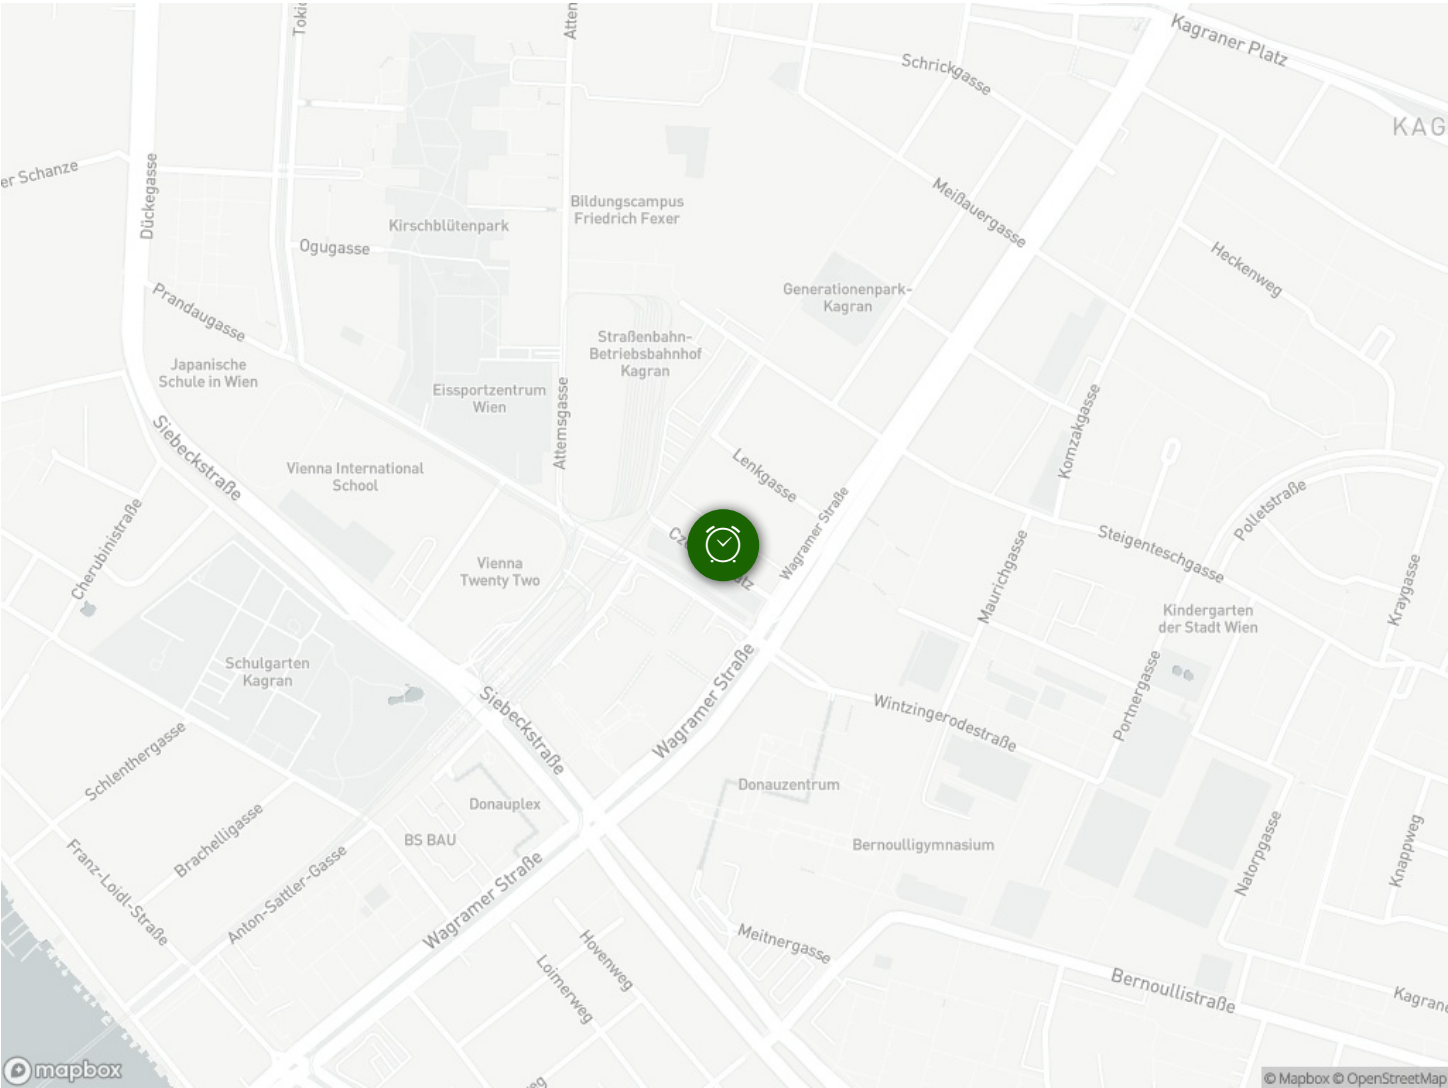 Tokio
Atten
Kagraner Platz
Schrickgasse
KAG
er Schanze
Dückegasse
Meißauergasse
Bildungscampus
Friedrich Fexer
Kirschblütenpark
Ogugasse
Heckenweg
Generationenpark-
Kagran
Prandaugasse
Straßenbahn-
Betriebsbahnhof
Kagran
Japanische
Schule in Wien
Eissportzentrum
Wien
Attemsgasse
Komzakgasse
Siebeckstraße
Vienna International
School
Lenkgasse
Wagramer Straße
Polletstraße
Cherubinistraße
Steigenteschgasse
Maurichgasse
Kraygasse
Vienna
Twenty Two
Kindergarten
der Stadt Wien
Schulgarten
Kagran
Siebeckstraße
Wagramer Straße
Portnergasse
Wintzingerodestraße
Schlenthergasse
Donauplex
Donauzentrum
BS BAU
Bernoulligymnasium
Brachelligasse
Natorpgasse
Knappweg
Franz-Loidl-Straße
Anton-Sattler-Gasse
Wagramer Straße
Hovenweg
Loimerweg
Meitnergasse
Bernoullistraße
Kagrane
eg
mapbox
© Mapbox © OpenStreetMap